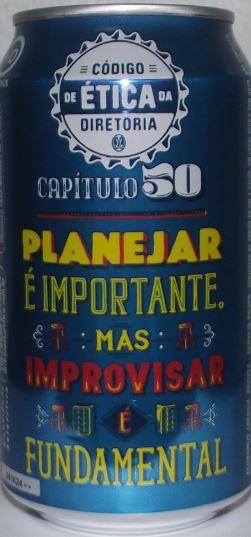 CÓDIGO
DE ÉTICA DA
DIRETORIA
CAPÍTULO 50
PLANEJAR
É IMPORTANTE.
MAS
IMPROVISAR
É
FUNDAMENTAL